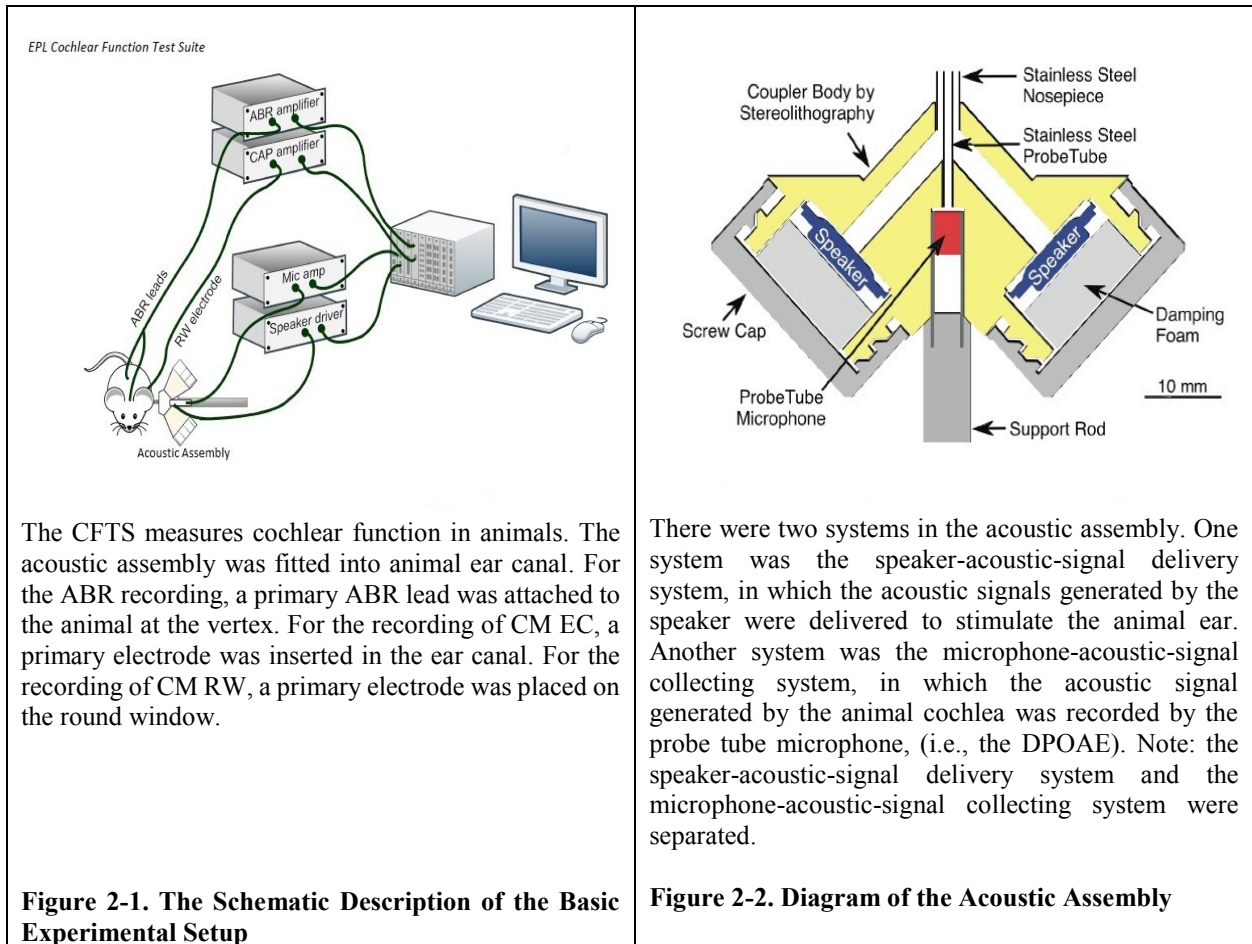 EPL Cochlear Function Test Suite
ABR amplifier
CAP amplifier
Mic amp
Speaker driver
ABR leads
RW electrode
Acoustic Assembly
The CFTS measures cochlear function in animals. The
acoustic assembly was fitted into animal ear canal. For
the ABR recording, a primary ABR lead was attached to
the animal at the vertex. For the recording of CM EC, a
primary electrode was inserted in the ear canal. For the
recording of CM RW, a primary electrode was placed on
the round window.
Figure 2-1. The Schematic Description of the Basic
Experimental Setup
Coupler Body by
Stereolithography
Stainless Steel
Nosepiece
Stainless Steel
ProbeTube
Speaker
Speaker
Screw Cap
Damping
Foam
ProbeTube
Microphone
10 mm
Support Rod
There were two systems in the acoustic assembly. One
system was the speaker-acoustic-signal delivery
system, in which the acoustic signals generated by the
speaker were delivered to stimulate the animal ear.
Another system was the microphone-acoustic-signal
collecting system, in which the acoustic signal
generated by the animal cochlea was recorded by the
probe tube microphone, (i.e., the DPOAE). Note: the
speaker-acoustic-signal delivery system and the
microphone-acoustic-signal collecting system were
separated.
Figure 2-2. Diagram of the Acoustic Assembly